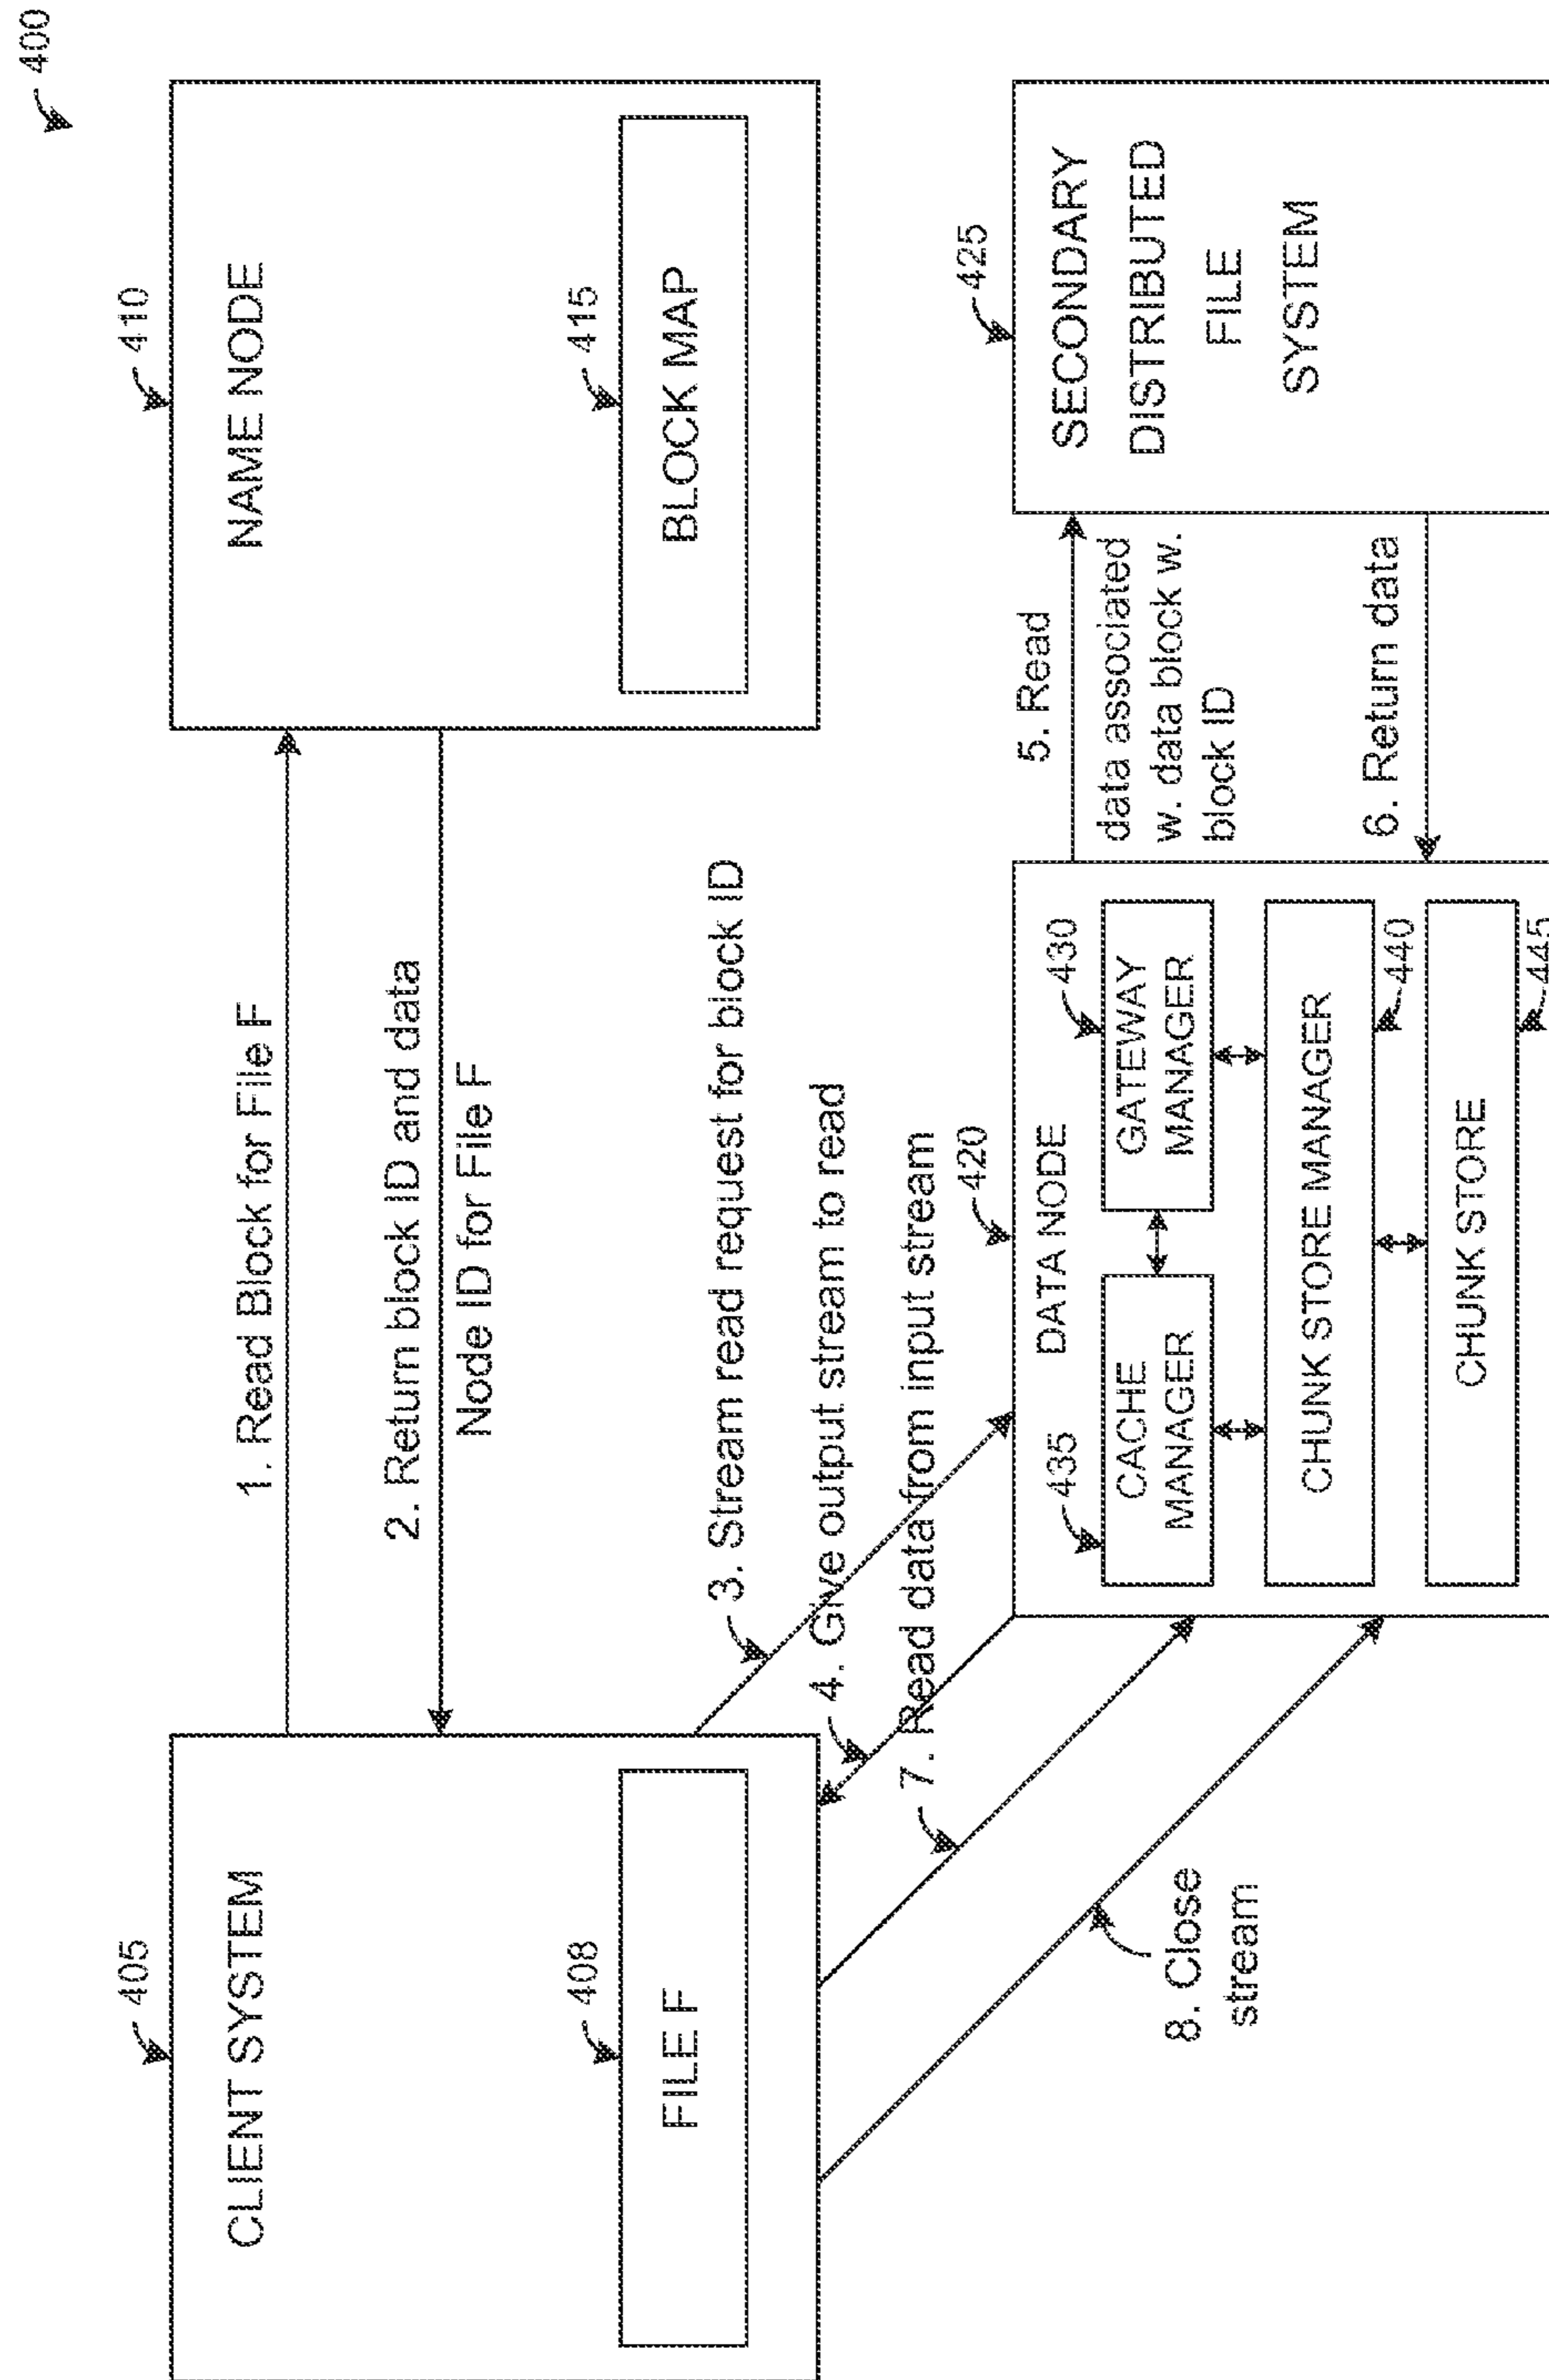 400
405
CLIENT SYSTEM
408
FILE F
1. Read Block for File F
2. Return block ID and data
Node ID for File F
410
NAME NODE
415
BLOCK MAP
3. Stream read request for block ID
4. Give output stream to read
7. Read data from input stream
8. Close
stream
420
DATA NODE
435
CACHE
MANAGER
430
GATEWAY
MANAGER
CHUNK STORE MANAGER
440
CHUNK STORE
445
5. Read
data associated
w. data block w.
block ID
6. Return data
425
SECONDARY
DISTRIBUTED
FILE
SYSTEM